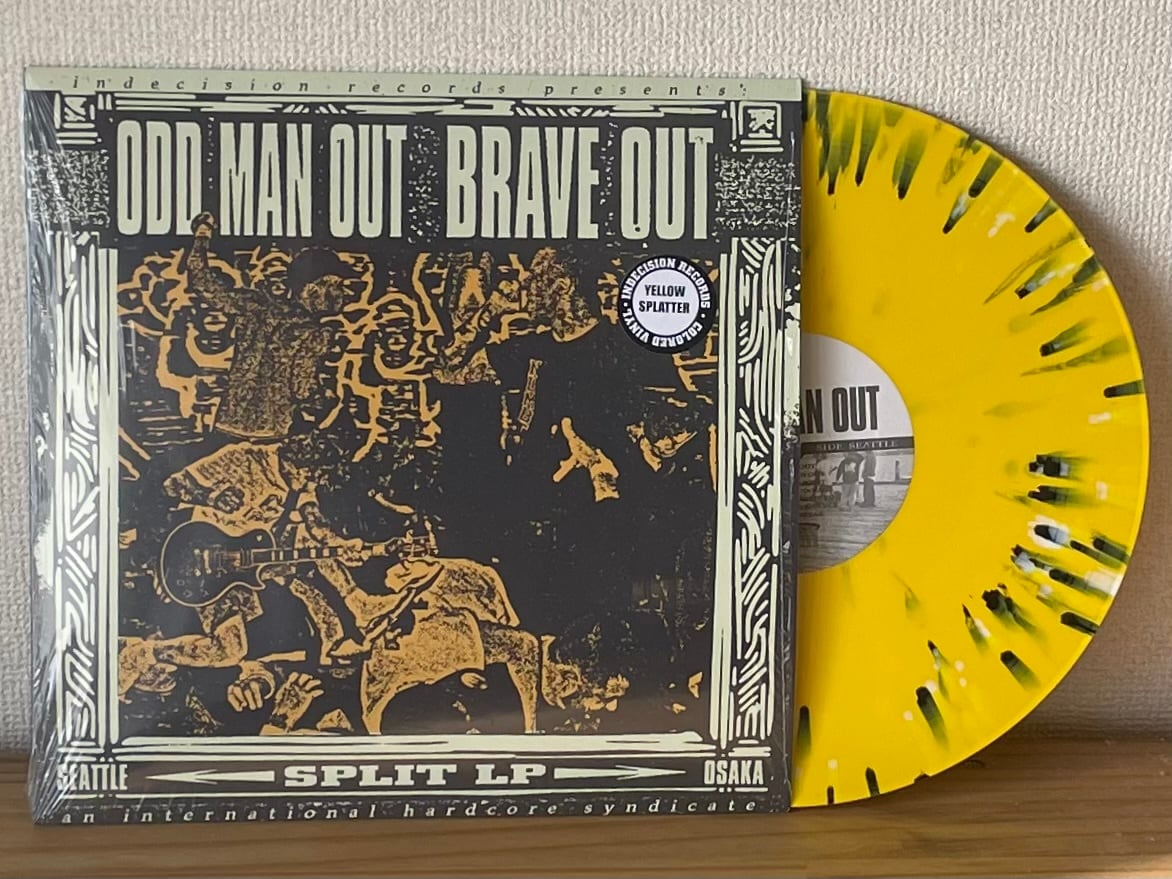 indecision records presents:
ODD MAN OUT BRAVE OUT
INDECISION RECORDS
YELLOW
SPLATTER
COLORED VINYL
AN OUT
SIDE SEATTLE
SEATTLE SPLIT LP OSAKA
an international hardcore syndicate